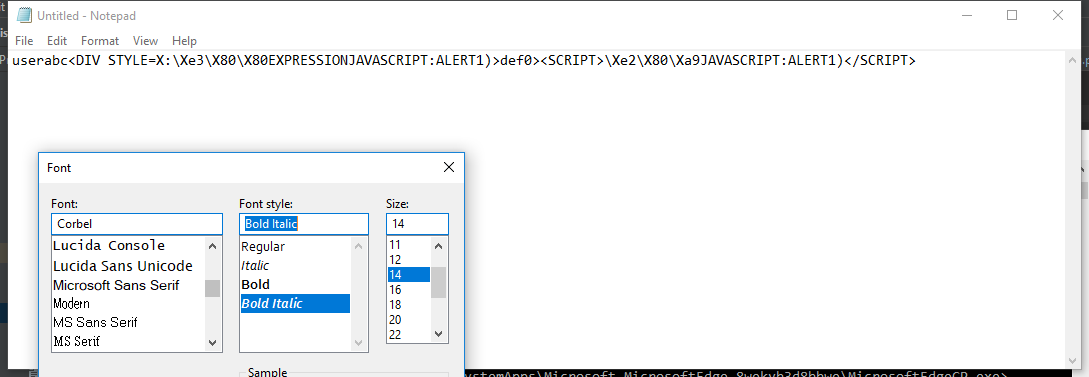 Untitled - Notepad
File Edit Format View Help
userabc<DIV STYLE=X:\Xe3\X80\X80EXPRESSIONJAVASCRIPT:ALERT1)>def0><SCRIPT>\Xe2\X80\Xa9JAVASCRIPT:ALERT1)</SCRIPT>
Font
Font: Font style: Size:
Corbel Bold Italic 14
Lucida Console Regular 11
Lucida Sans Unicode Italic 12
Microsoft Sans Serif Bold 14
Modern Bold Italic 16
MS Sans Serif 18
MS Serif 20
22
Sample
ystemApps\Microsoft.MicrosoftEdge_8wekyb3d8bbwe\MicrosoftEdgeCP.exe>